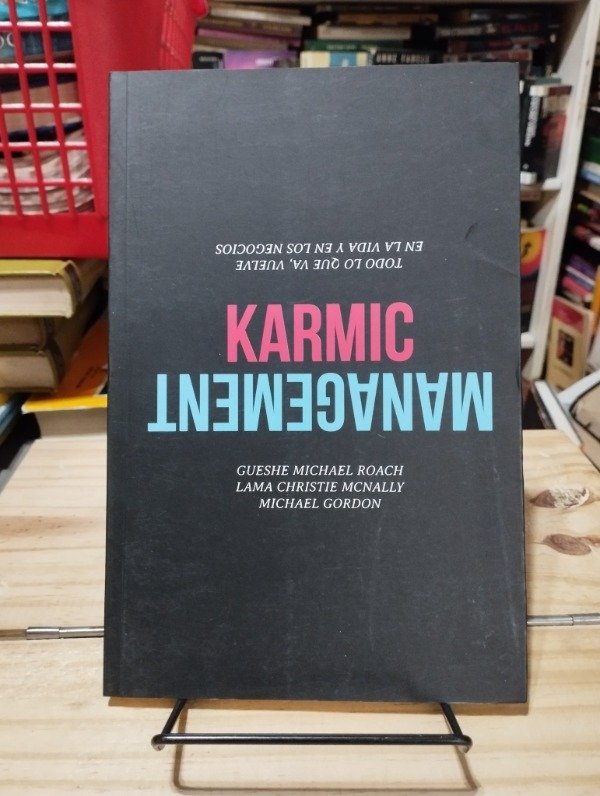 TODO LO QUE VA, VUELVE
EN LA VIDA Y EN LOS NEGOCIOS
KARMIC
MANAGEMENT
GUESHE MICHAEL ROACH
LAMA CHRISTIE MCNALLY
MICHAEL GORDON